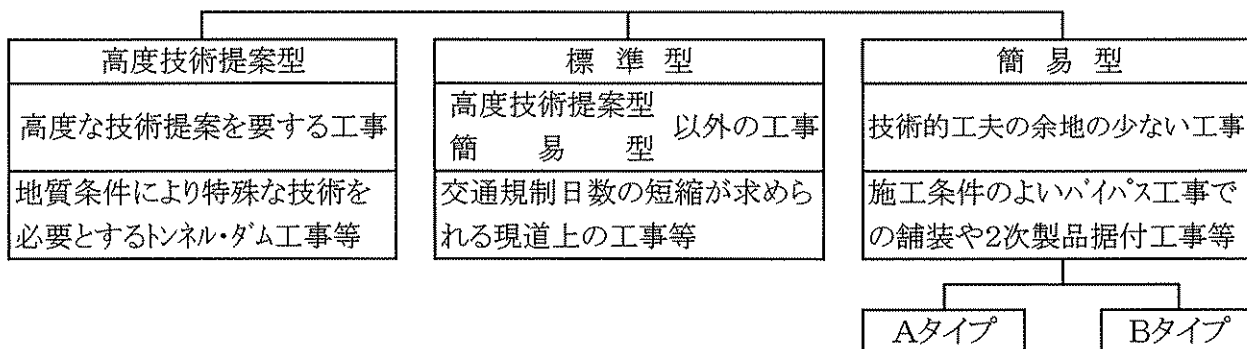 高度技術提案型
高度な技術提案を要する工事
地質条件により特殊な技術を
必要とするトンネル・ダム工事等
標準型
高度技術提案型
簡易型
以外の工事
交通規制日数の短縮が求めら
れる現道上の工事等
簡易型
技術的工夫の余地の少ない工事
施工条件のよいバイパス工事で
の舗装や2次製品据付工事等
Aタイプ
Bタイプ